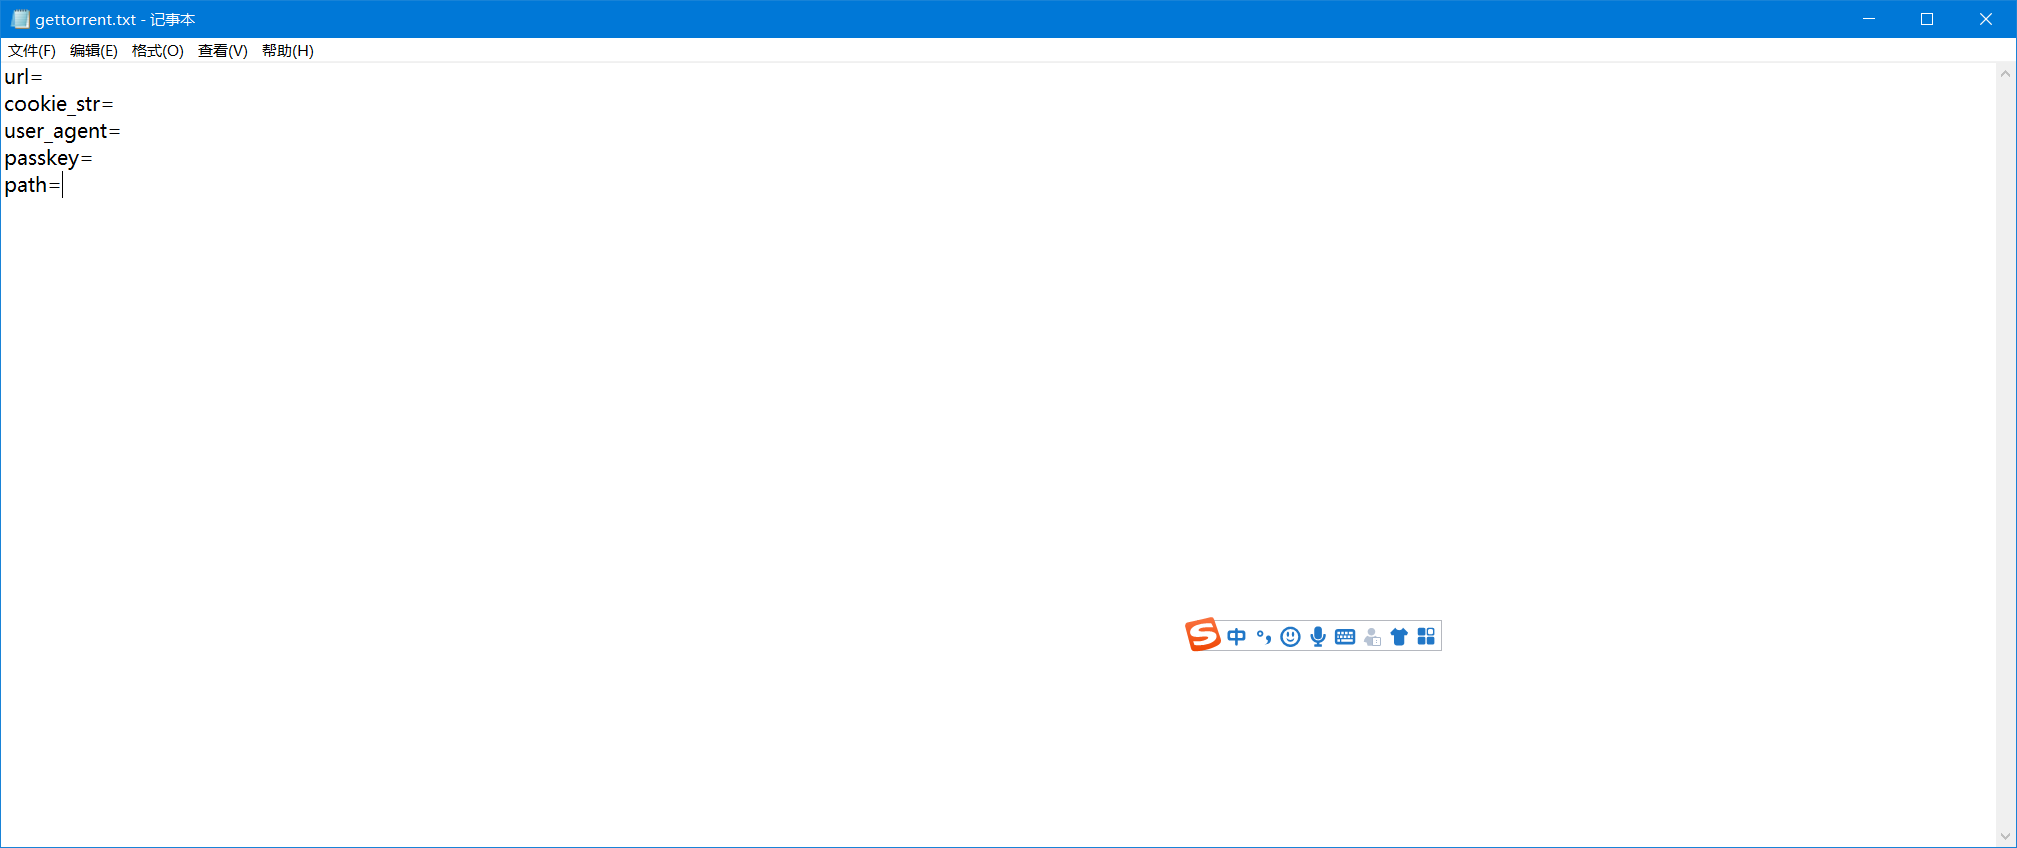 gettorrent.txt - 记事本
文件(F) 编辑(E) 格式(O) 查看(V) 帮助(H)
url=
cookie_str=
user_agent=
passkey=
path=
S 中 °,